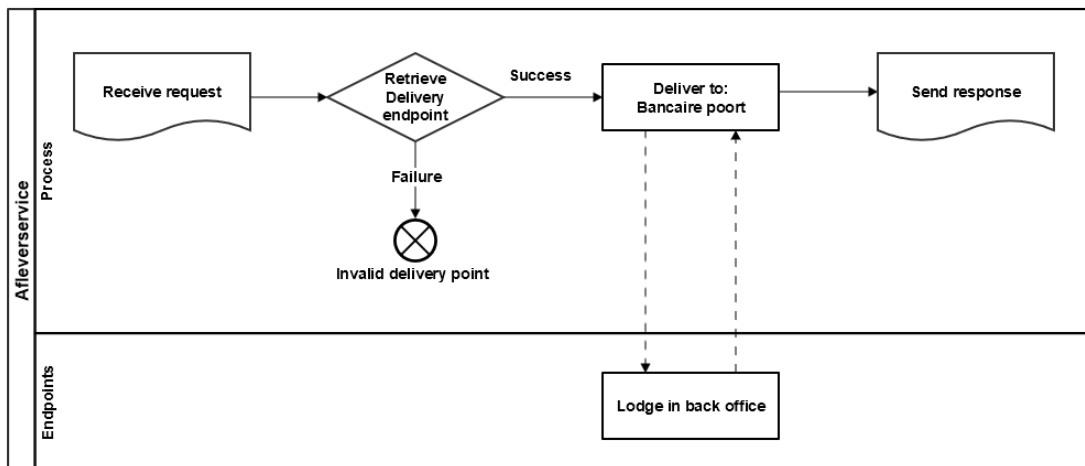 Afleverservice
Process
Receive request
Retrieve
Delivery
endpoint
Success
Deliver to:
Bancaire poort
Send response
Failure
Invalid delivery point
Endpoints
Lodge in back office